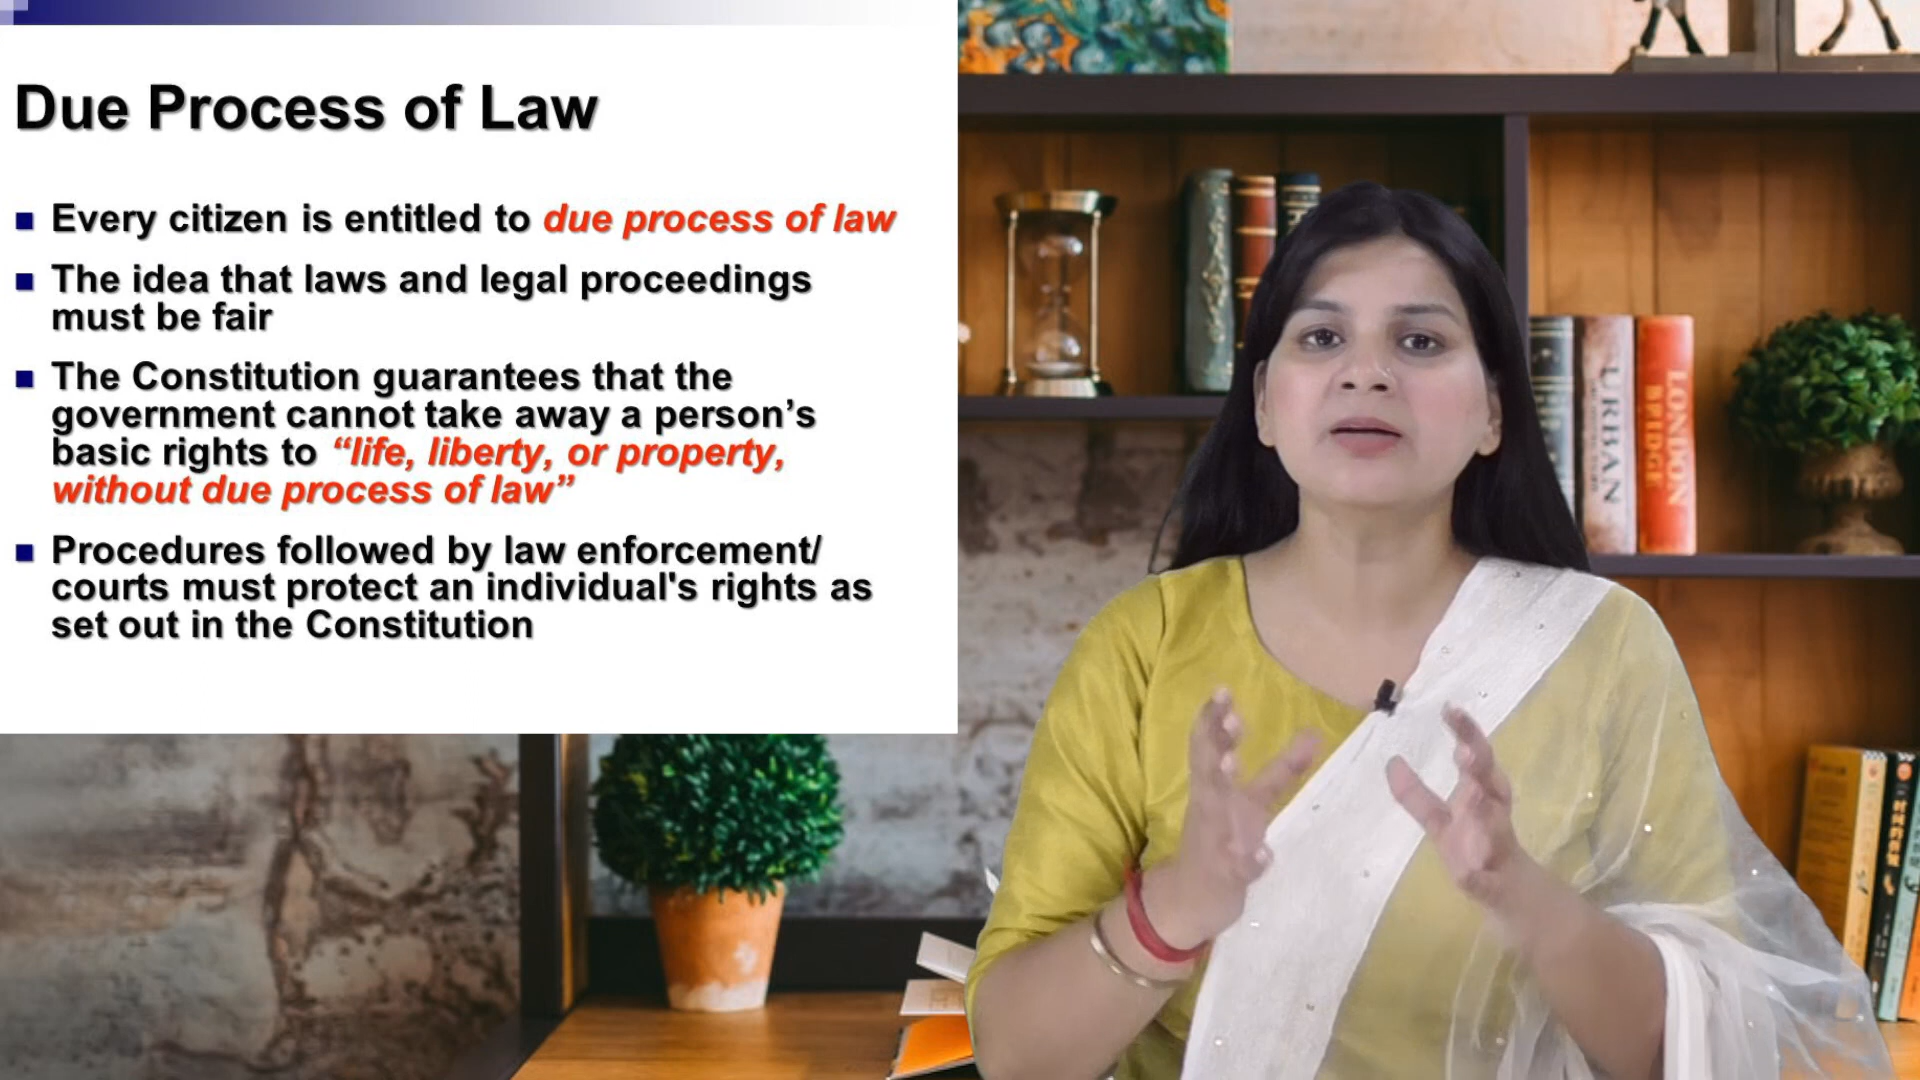 Due Process of Law
Every citizen is entitled to due process of law
The idea that laws and legal proceedings
must be fair
The Constitution guarantees that the
government cannot take away a person’s
basic rights to “life, liberty, or property,
without due process of law”
Procedures followed by law enforcement/
courts must protect an individual's rights as
set out in the Constitution
URBAN
LONDON
BRIDGE